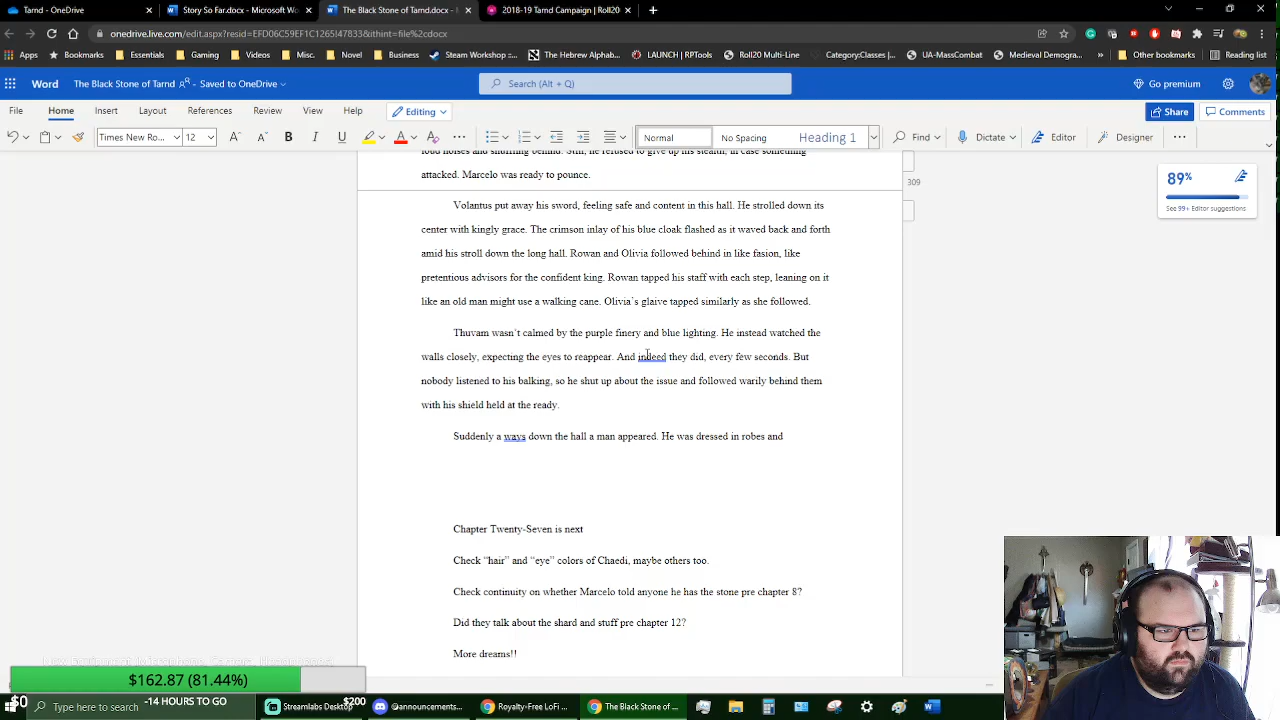 Tarnd - OneDrive
Story So Far.docx - Microsoft Wo
The Black Stone of Tarnd.docx -
2018-19 Tarnd Campaign | Roll20
onedrive.live.com/edit.aspx?resid=EFD06C59EF1C1265!47833&ithint=file%2cdocx
Apps Bookmarks Essentials Gaming Videos Misc. Novel Business Steam Workshop :... The Hebrew Alphab... LAUNCH | RPTools Roll20 Multi-Line Category:Classes |... UA-MassCombat Medieval Demogra... Other bookmarks Reading list
Word The Black Stone of Tarnd.docx - Saved to OneDrive Search (Alt + Q) Go premium
File Home Insert Layout References Review View Help Editing Share Comments
Times New Ro... 12 A A B I U A Normal No Spacing Heading 1 Find Dictate Editor Designer
loud noises and shuffling behind. Still, he refused to give up his stealth, in case something
attacked. Marcelo was ready to pounce.
309
89%
See 99+ Editor suggestions
Volantus put away his sword, feeling safe and content in this hall. He strolled down its
center with kingly grace. The crimson inlay of his blue cloak flashed as it waved back and forth
amid his stroll down the long hall. Rowan and Olivia followed behind in like fasion, like
pretentious advisors for the confident king. Rowan tapped his staff with each step, leaning on it
like an old man might use a walking cane. Olivia's glaive tapped similarly as she followed.
Thuvam wasn't calmed by the purple finery and blue lighting. He instead watched the
walls closely, expecting the eyes to reappear. And indeed they did, every few seconds. But
nobody listened to his balking, so he shut up about the issue and followed warily behind them
with his shield held at the ready.
Suddenly a ways down the hall a man appeared. He was dressed in robes and
Chapter Twenty-Seven is next
Check “hair” and “eye” colors of Chaedi, maybe others too.
Check continuity on whether Marcelo told anyone he has the stone pre chapter 8?
Did they talk about the shard and stuff pre chapter 12?
More dreams!!
$162.87 (81.44%)
$0 -14 HOURS TO GO $200
Type here to search Streamlabs Desktop @announcements... Royalty+Free LoFi ... The Black Stone of ...